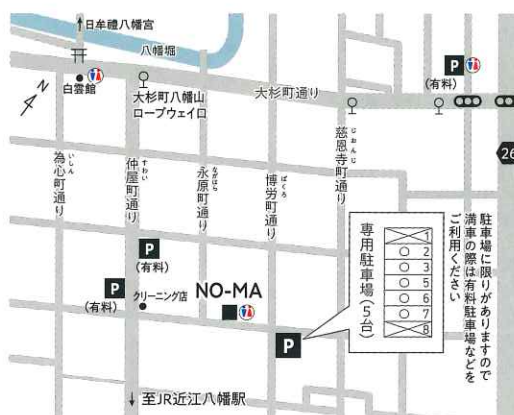 ↑日牟禮八幡宮
八幡堀
N
白雲館
大杉町八幡山
ロープウェイ口
大杉町通り
P
(有料)
26
為心町通り
いしん
仲屋町通り
すわい
永原町通り
ながはら
博労町通り
ばくろ
慈恩寺町通り
じおんじ
P
(有料)
P
(有料)
クリーニング店
NO-MA
P
専用駐車場(5台)
1
2
3
5
6
7
8
駐車場に限りがありますので
満車の際は有料駐車場などを
ご利用ください
↓至JR近江八幡駅